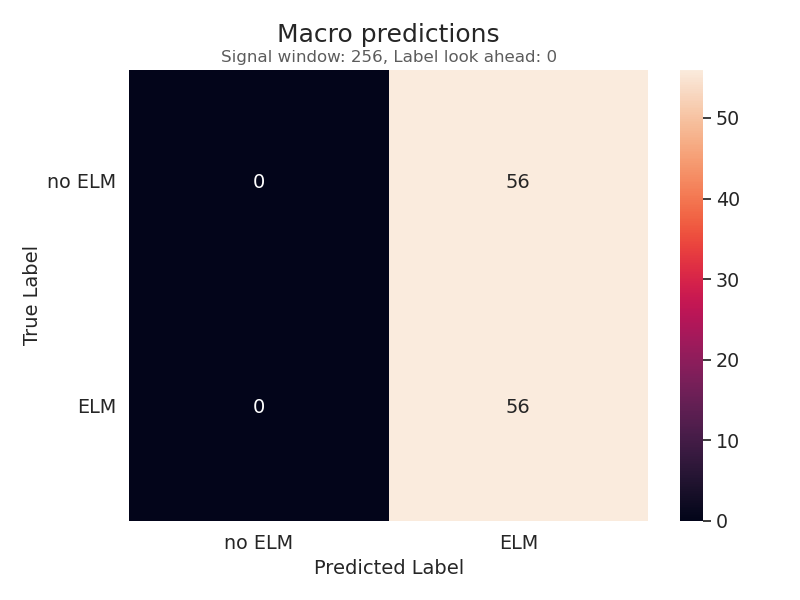 Macro predictions
Signal window: 256, Label look ahead: 0
no ELM
0
56
ELM
0
56
True Label
no ELM
ELM
Predicted Label
50
40
30
20
10
0